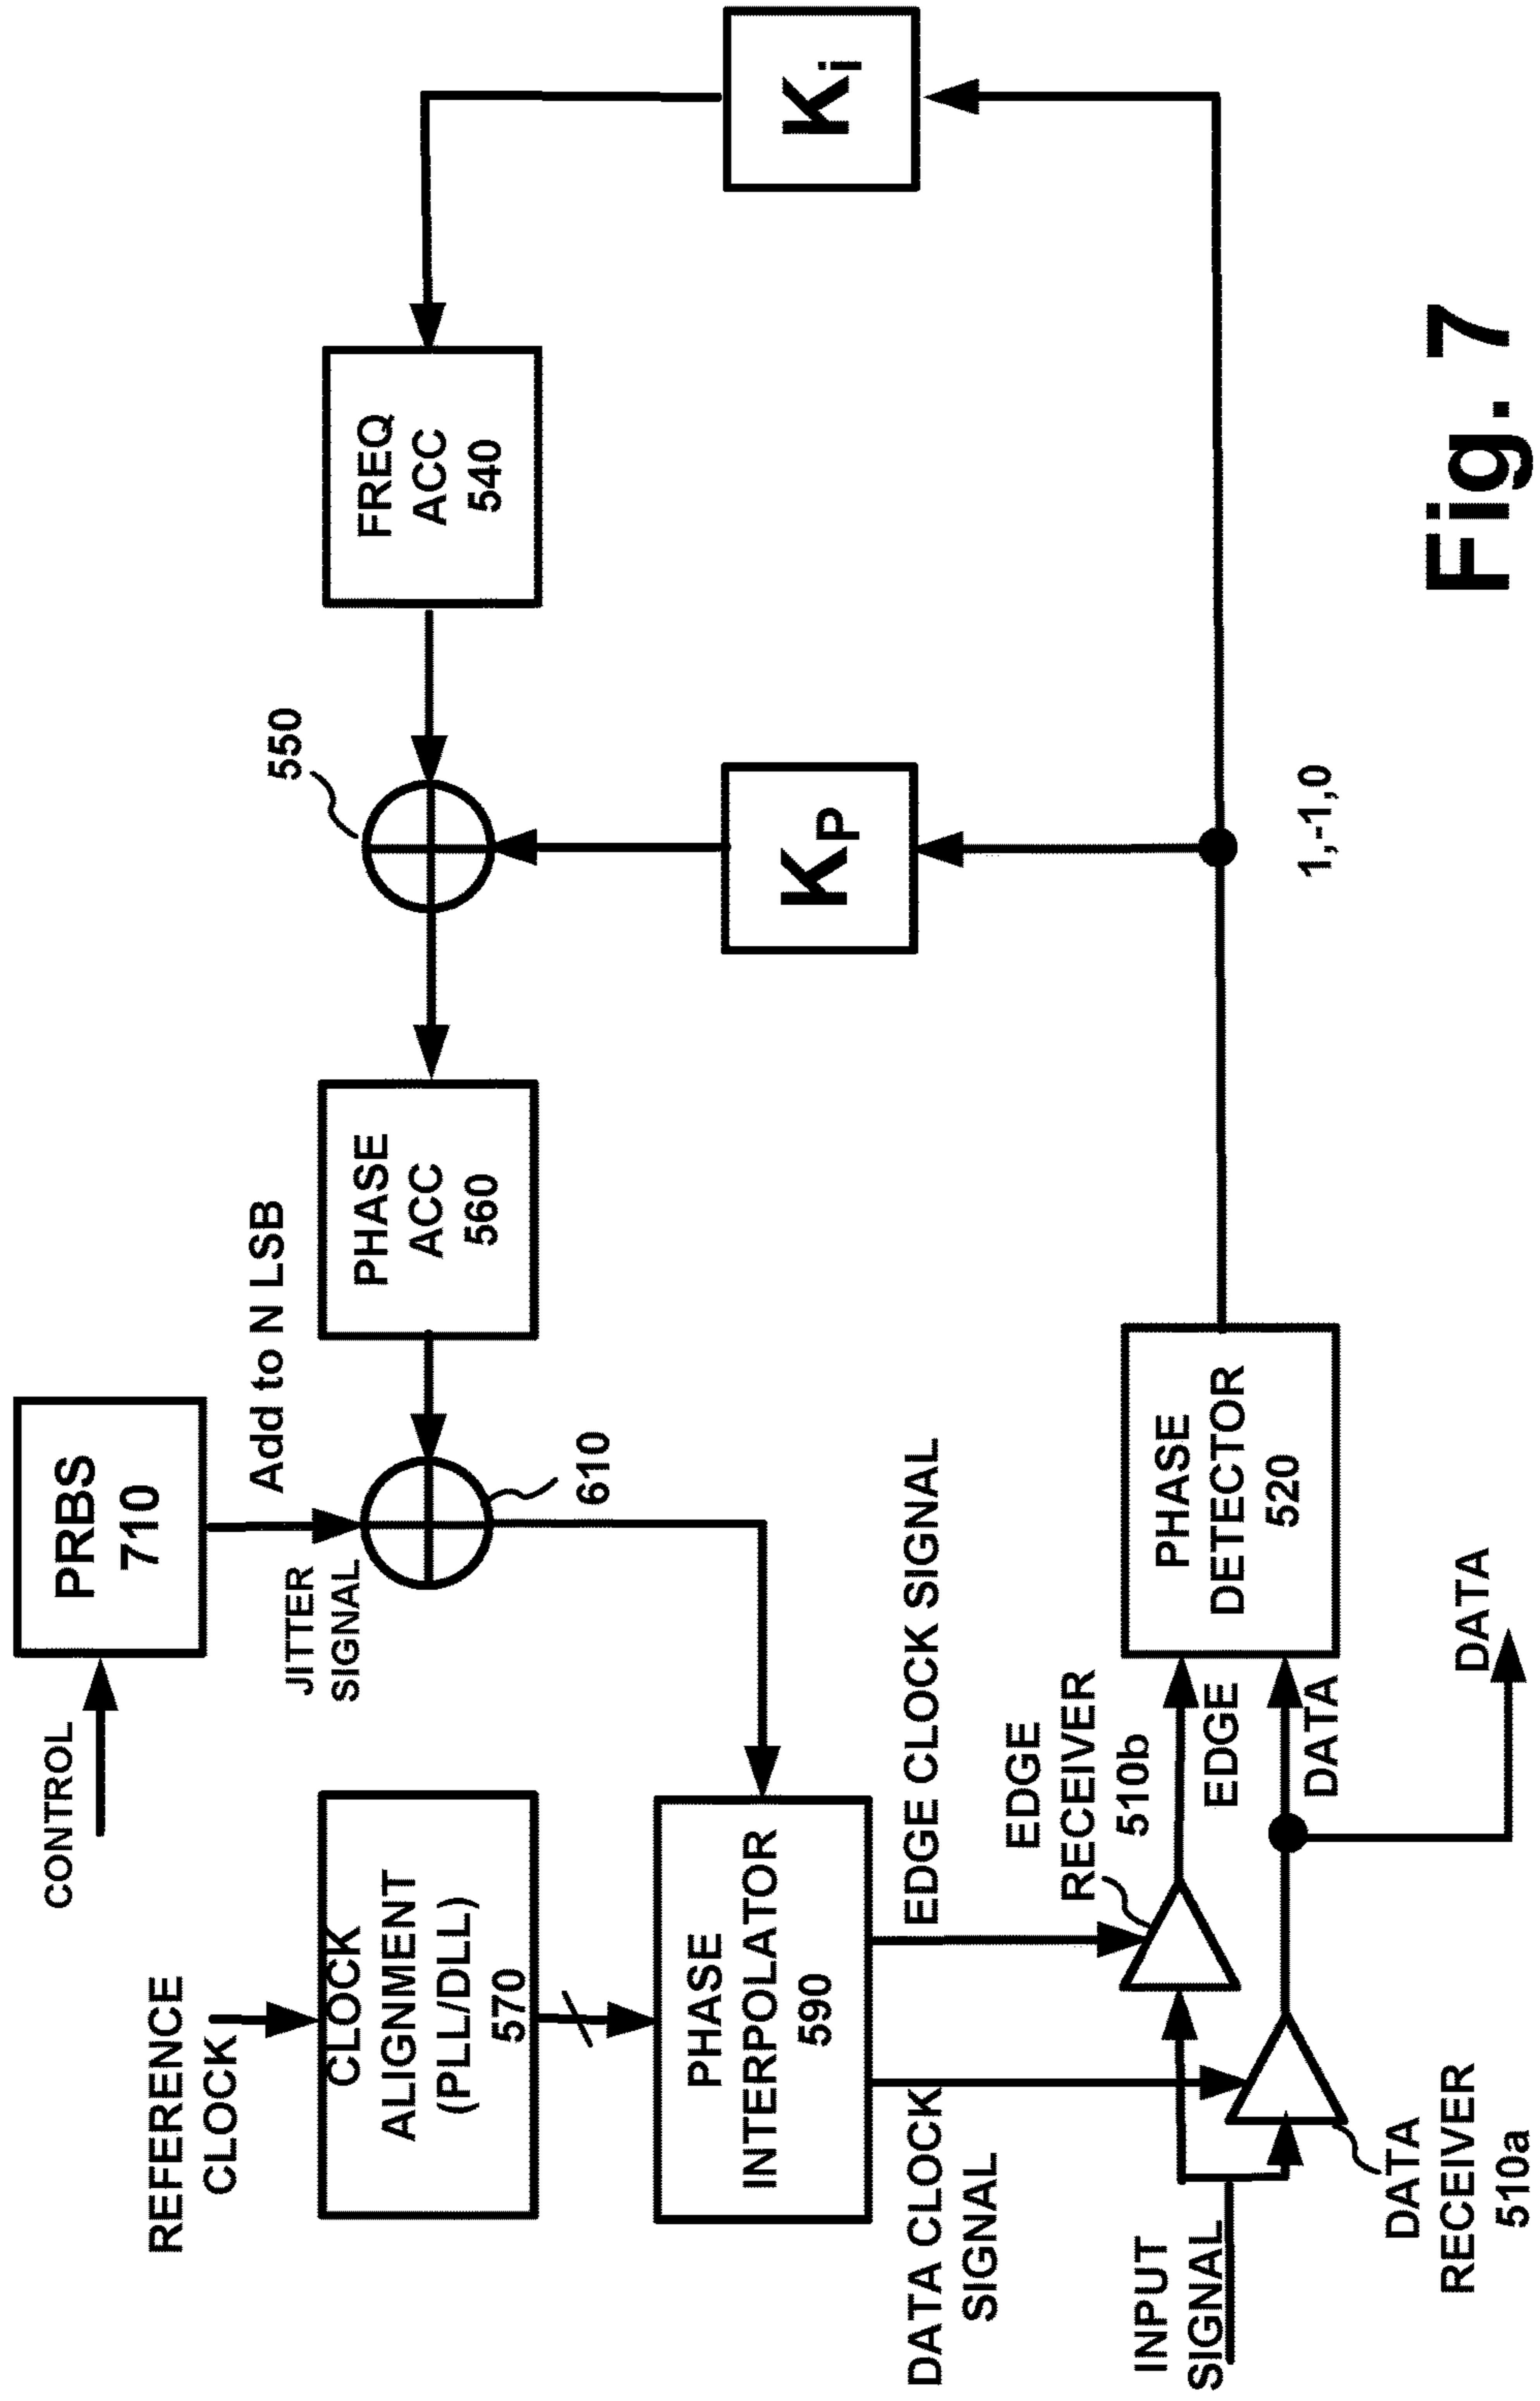 CONTROL
PRBS
710
JITTER
SIGNAL
Add to N LSB
REFERENCE
CLOCK
CLOCK
ALIGNMENT
(PLL/DLL)
570
610
PHASE
ACC
560
550
FREQ
ACC
540
PHASE
INTERPOLATOR
590
KP
Ki
DATA CLOCK
SIGNAL
EDGE CLOCK SIGNAL
EDGE
RECEIVER
510b
INPUT
SIGNAL
EDGE
DATA
PHASE
DETECTOR
520
1,-1,0
DATA
RECEIVER
510a
DATA
Fig. 7